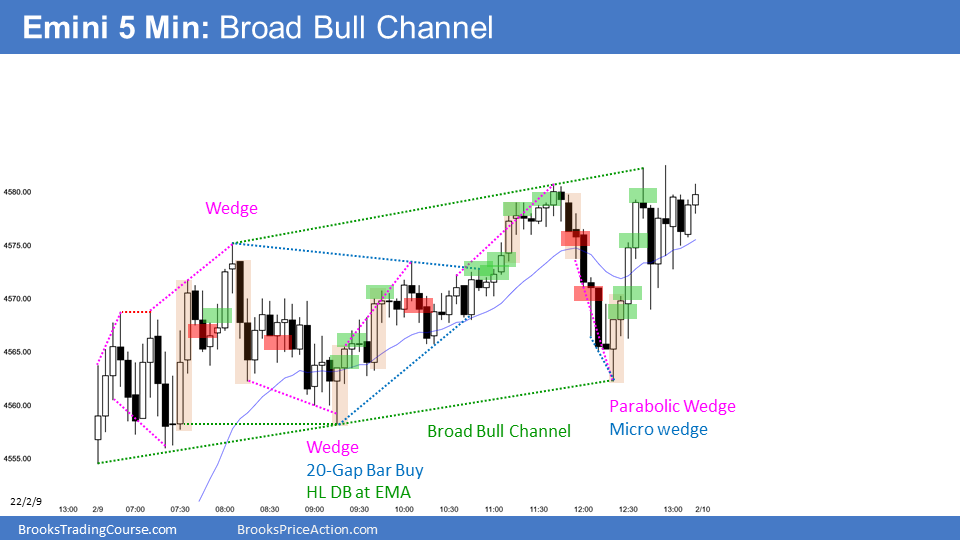 Emini 5 Min: Broad Bull Channel
4580.00
Wedge
4575.00
4570.00
4565.00
4560.00
Parabolic Wedge
Broad Bull Channel
Micro wedge
Wedge
4555.00
20-Gap Bar Buy
HL DB at EMA
22/2/9
13:00 2/9 07:00 07:30 08:00 08:30 09:00 09:30 10:00 10:30 11:00 11:30 12:00 12:30 13:00 2/10
BrooksTradingCourse.com BrooksPriceAction.com